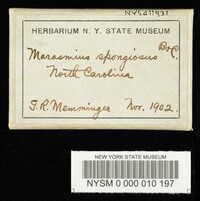 HERBARIUM N. Y. STATE MUSEUM
Marasmius spongiosus B&C.
North Carolina
F. R. Memminger Nov. 1902.
NEW YORK STATE MUSEUM
NYSM 0 000 010 197